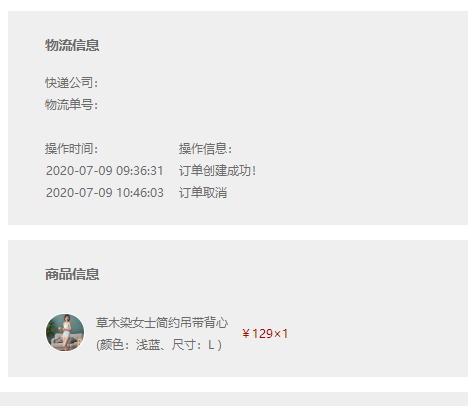 物流信息
快递公司：
物流单号：
操作时间： 操作信息：
2020-07-09 09:36:31 订单创建成功！
2020-07-09 10:46:03 订单取消
商品信息
草木染女士简约吊带背心
(颜色：浅蓝、尺寸：L )
￥129×1